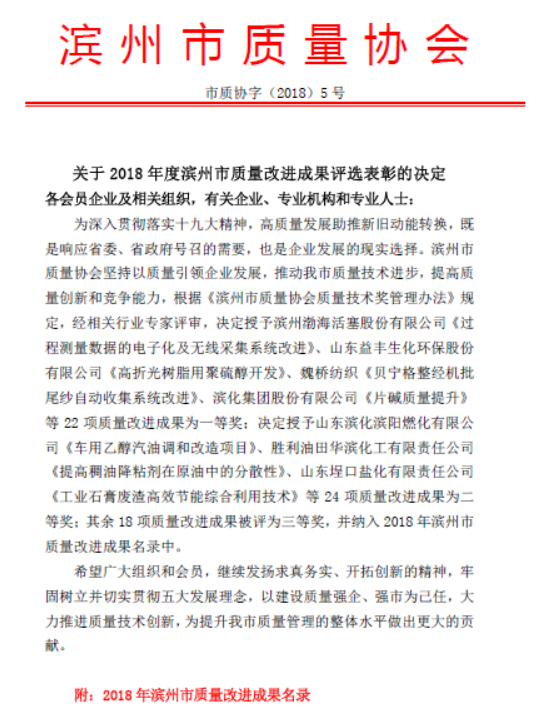 滨州市质量协会
市质协字（2018）5 号
关于 2018 年度滨州市质量改进成果评选表彰的决定
各会员企业及相关组织，有关企业、专业机构和专业人士：
为深入贯彻落实十九大精神，高质量发展助推新旧动能转换，既
是响应省委、省政府号召的需要，也是企业发展的现实选择。滨州市
质量协会坚持以质量引领企业发展，推动我市质量技术进步，提高质
量创新和竞争能力，根据《滨州市质量协会质量技术奖管理办法》规
定，经相关行业专家评审，决定授予滨州渤海活塞股份有限公司《过
程测量数据的电子化及无线采集系统改进》、山东益丰生化环保股份
有限公司《高折光树脂用聚硫醇开发》、魏桥纺织《贝宁格整经机批
尾纱自动收集系统改进》、滨化集团股份有限公司《片碱质量提升》
等 22 项质量改进成果为一等奖；决定授予山东滨化滨阳燃化有限公
司《车用乙醇汽油调和改造项目》、胜利油田华滨化工有限责任公司
《提高稠油降粘剂在原油中的分散性》、山东埕口盐化有限责任公司
《工业石膏废渣高效节能综合利用技术》等 24 项质量改进成果为二
等奖；其余 18 项质量改进成果被评为三等奖，并纳入 2018 年滨州市
质量改进成果名录中。
希望广大组织和会员，继续发扬求真务实、开拓创新的精神，牢
固树立并切实贯彻五大发展理念，以建设质量强企、强市为己任，大
力推进质量技术创新，为提升我市质量管理的整体水平做出更大的贡
献。
附：2018 年滨州市质量改进成果名录